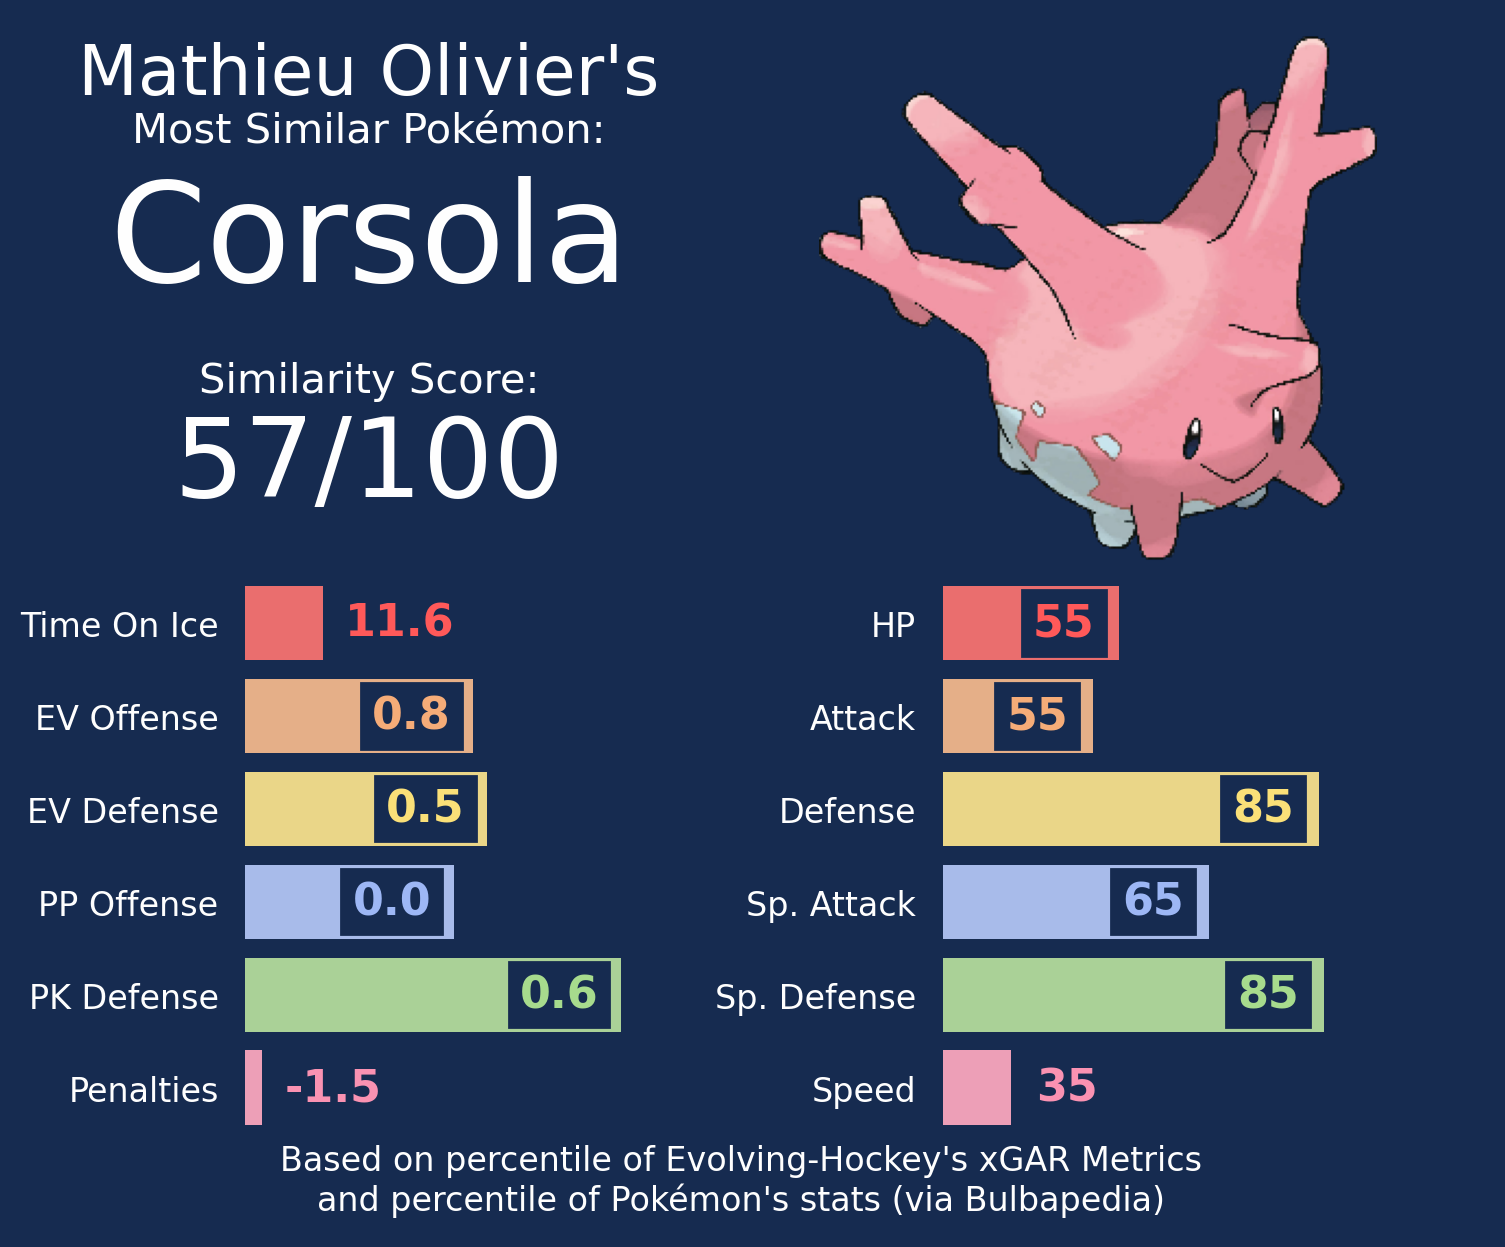 Mathieu Olivier's
Most Similar Pokémon:
Corsola
Similarity Score:
57/100
Time On Ice 11.6
EV Offense 0.8
EV Defense 0.5
PP Offense 0.0
PK Defense 0.6
Penalties -1.5
HP 55
Attack 55
Defense 85
Sp. Attack 65
Sp. Defense 85
Speed 35
Based on percentile of Evolving-Hockey's xGAR Metrics
and percentile of Pokémon's stats (via Bulbapedia)